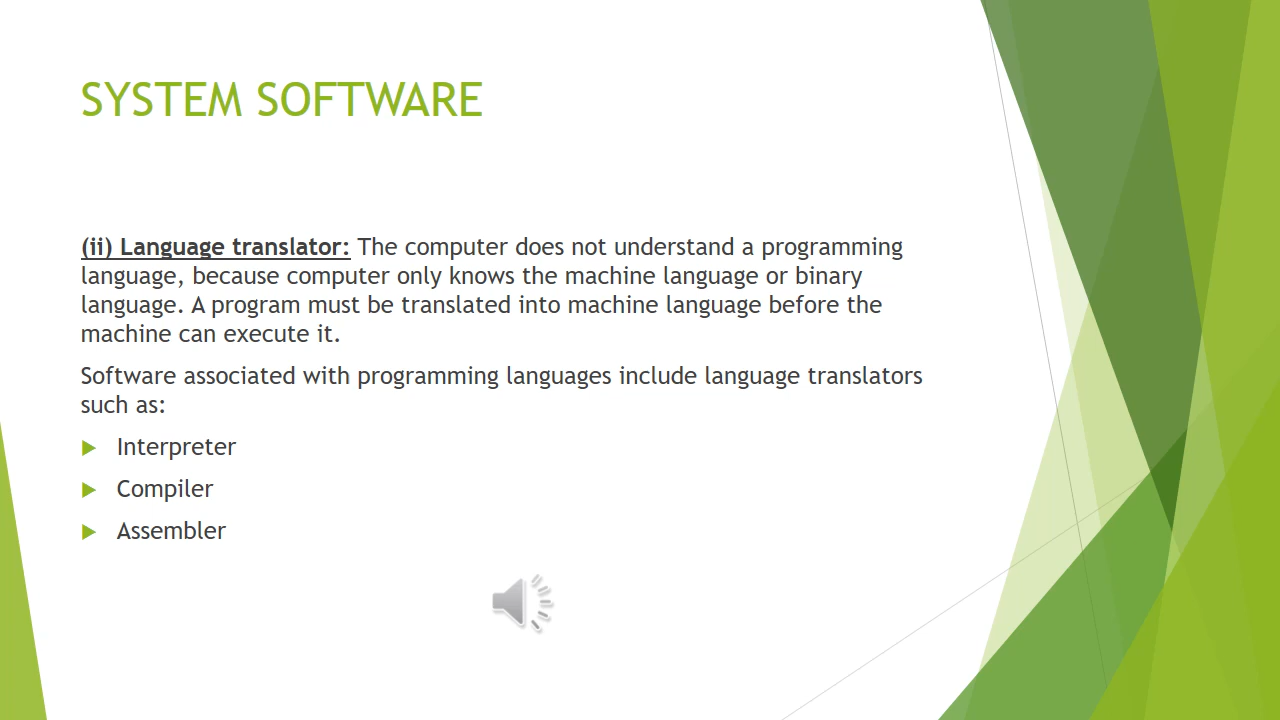 SYSTEM SOFTWARE
(ii) Language translator: The computer does not understand a programming
language, because computer only knows the machine language or binary
language. A program must be translated into machine language before the
machine can execute it.
Software associated with programming languages include language translators
such as:
Interpreter
Compiler
Assembler